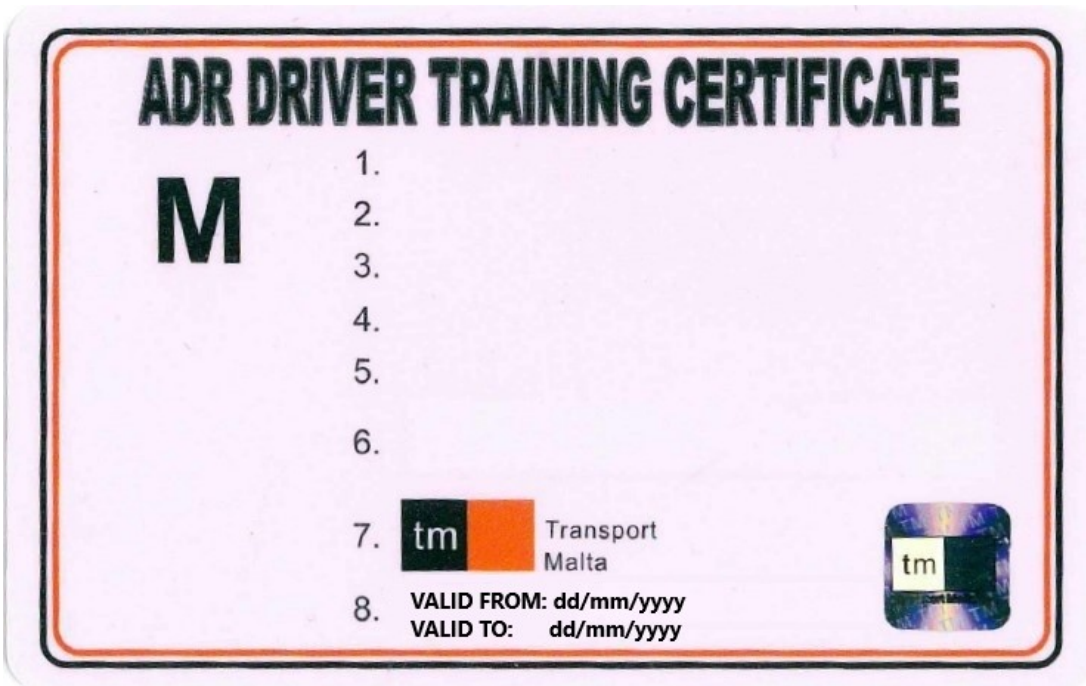 ADR DRIVER TRAINING CERTIFICATE
M
1.
2.
3.
4.
5.
6.
7. tm Transport
Malta
tm
8. VALID FROM: dd/mm/yyyy
VALID TO: dd/mm/yyyy